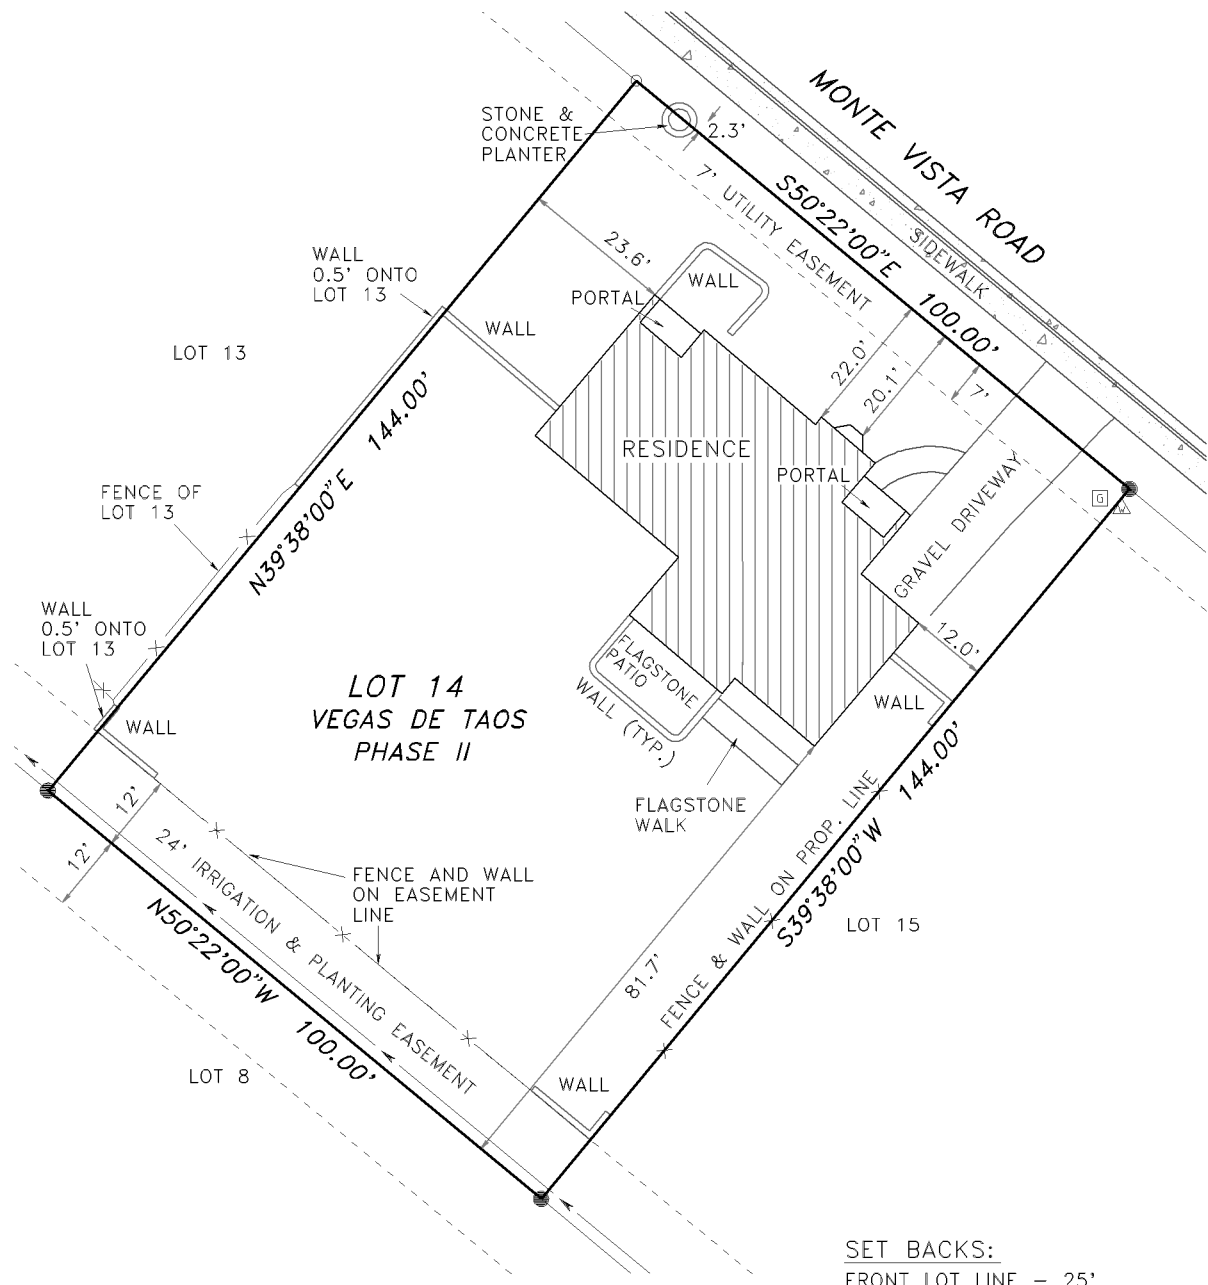 MONTE VISTA ROAD
STONE &
CONCRETE
PLANTER
2.3'
7' UTILITY EASEMENT
S50°22'00"E 100.00'
SIDEWALK
WALL
0.5' ONTO
LOT 13
23.6'
WALL
PORTAL
WALL
LOT 13
22.0'
20.1'
7'
N39°38'00"E 144.00'
RESIDENCE
PORTAL
GRAVEL DRIVEWAY
G
W
FENCE OF
LOT 13
WALL
0.5' ONTO
LOT 13
12.0'
FLAGSTONE
PATIO
WALL (TYP.)
WALL
LOT 14
VEGAS DE TAOS
PHASE II
WALL
FLAGSTONE
WALK
12'
12'
24' IRRIGATION & PLANTING EASEMENT
FENCE AND WALL
ON EASEMENT
LINE
FENCE & WALL ON PROP. LINE
S39°38'00"W 144.00'
LOT 15
81.7'
N50°22'00"W 100.00'
LOT 8
WALL
SET BACKS:
FRONT LOT LINE – 25'